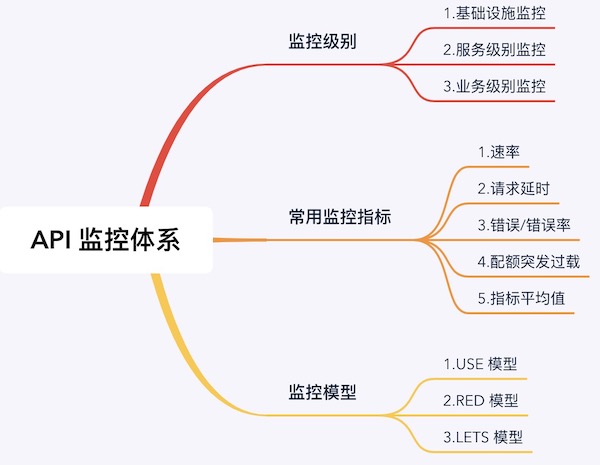 API 监控体系
监控级别
1.基础设施监控
2.服务级别监控
3.业务级别监控
常用监控指标
1.速率
2.请求延时
3.错误/错误率
4.配额突发过载
5.指标平均值
监控模型
1.USE 模型
2.RED 模型
3.LETS 模型